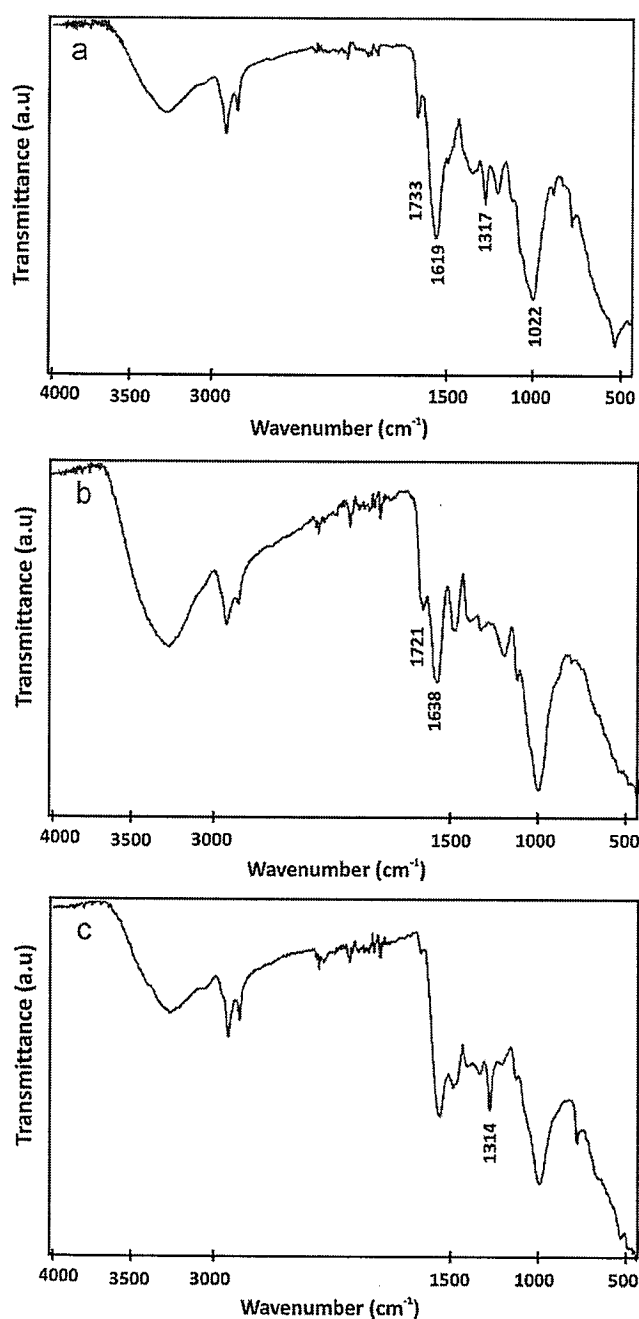 a
Transmittance (a.u)
1733
1619
1317
1022
4000 3500 3000 1500 1000 500
Wavenumber (cm⁻¹)
b
Transmittance (a.u)
1721
1638
4000 3500 3000 1500 1000 500
Wavenumber (cm⁻¹)
c
Transmittance (a.u)
1314
4000 3500 3000 1500 1000 500
Wavenumber (cm⁻¹)